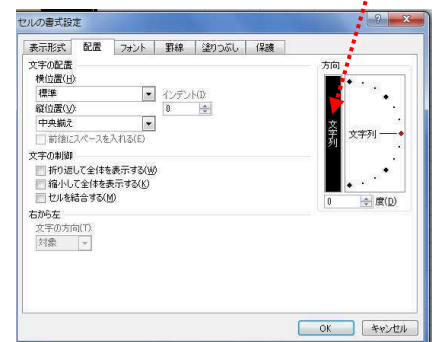 セルの書式設定
表示形式 配置 フォント 罫線 塗りつぶし 保護
文字の配置
横位置(H):
標準
インデント(I):
縦位置(V):
0
中央揃え
前後にスペースを入れる(E)
文字の制御
折り返して全体を表示する(W)
縮小して全体を表示する(K)
セルを結合する(M)
右から左
文字の方向(T):
対象
方向
文字列
文字列
0 度(D)
OK キャンセル